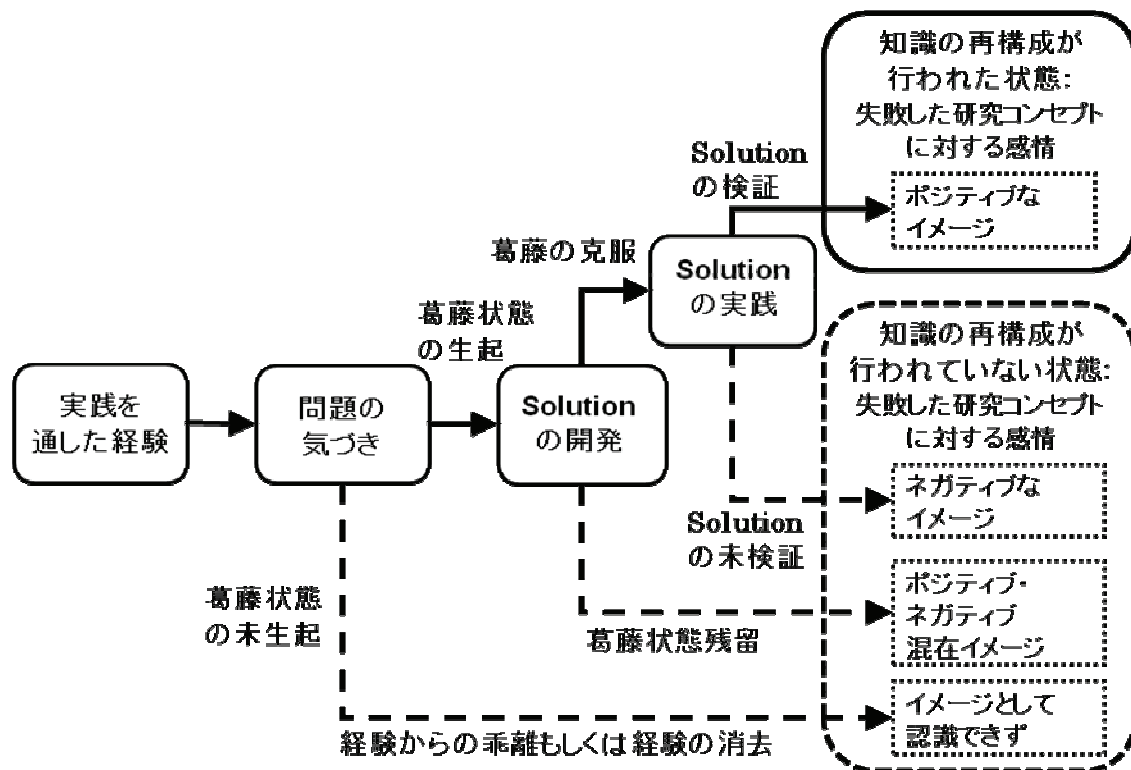 知識の再構成が
行われた状態:
失敗した研究コンセプト
に対する感情
ポジティブな
イメージ
Solution
の検証
葛藤の克服
Solution
の実践
葛藤状態
の生起
実践を
通した経験
問題の
気づき
Solution
の開発
知識の再構成が
行われていない状態:
失敗した研究コンセプト
に対する感情
ネガティブな
イメージ
Solution
の未検証
ポジティブ・
ネガティブ
混在イメージ
葛藤状態
の未生起
葛藤状態残留
イメージとして
認識できず
経験からの乖離もしくは経験の消去